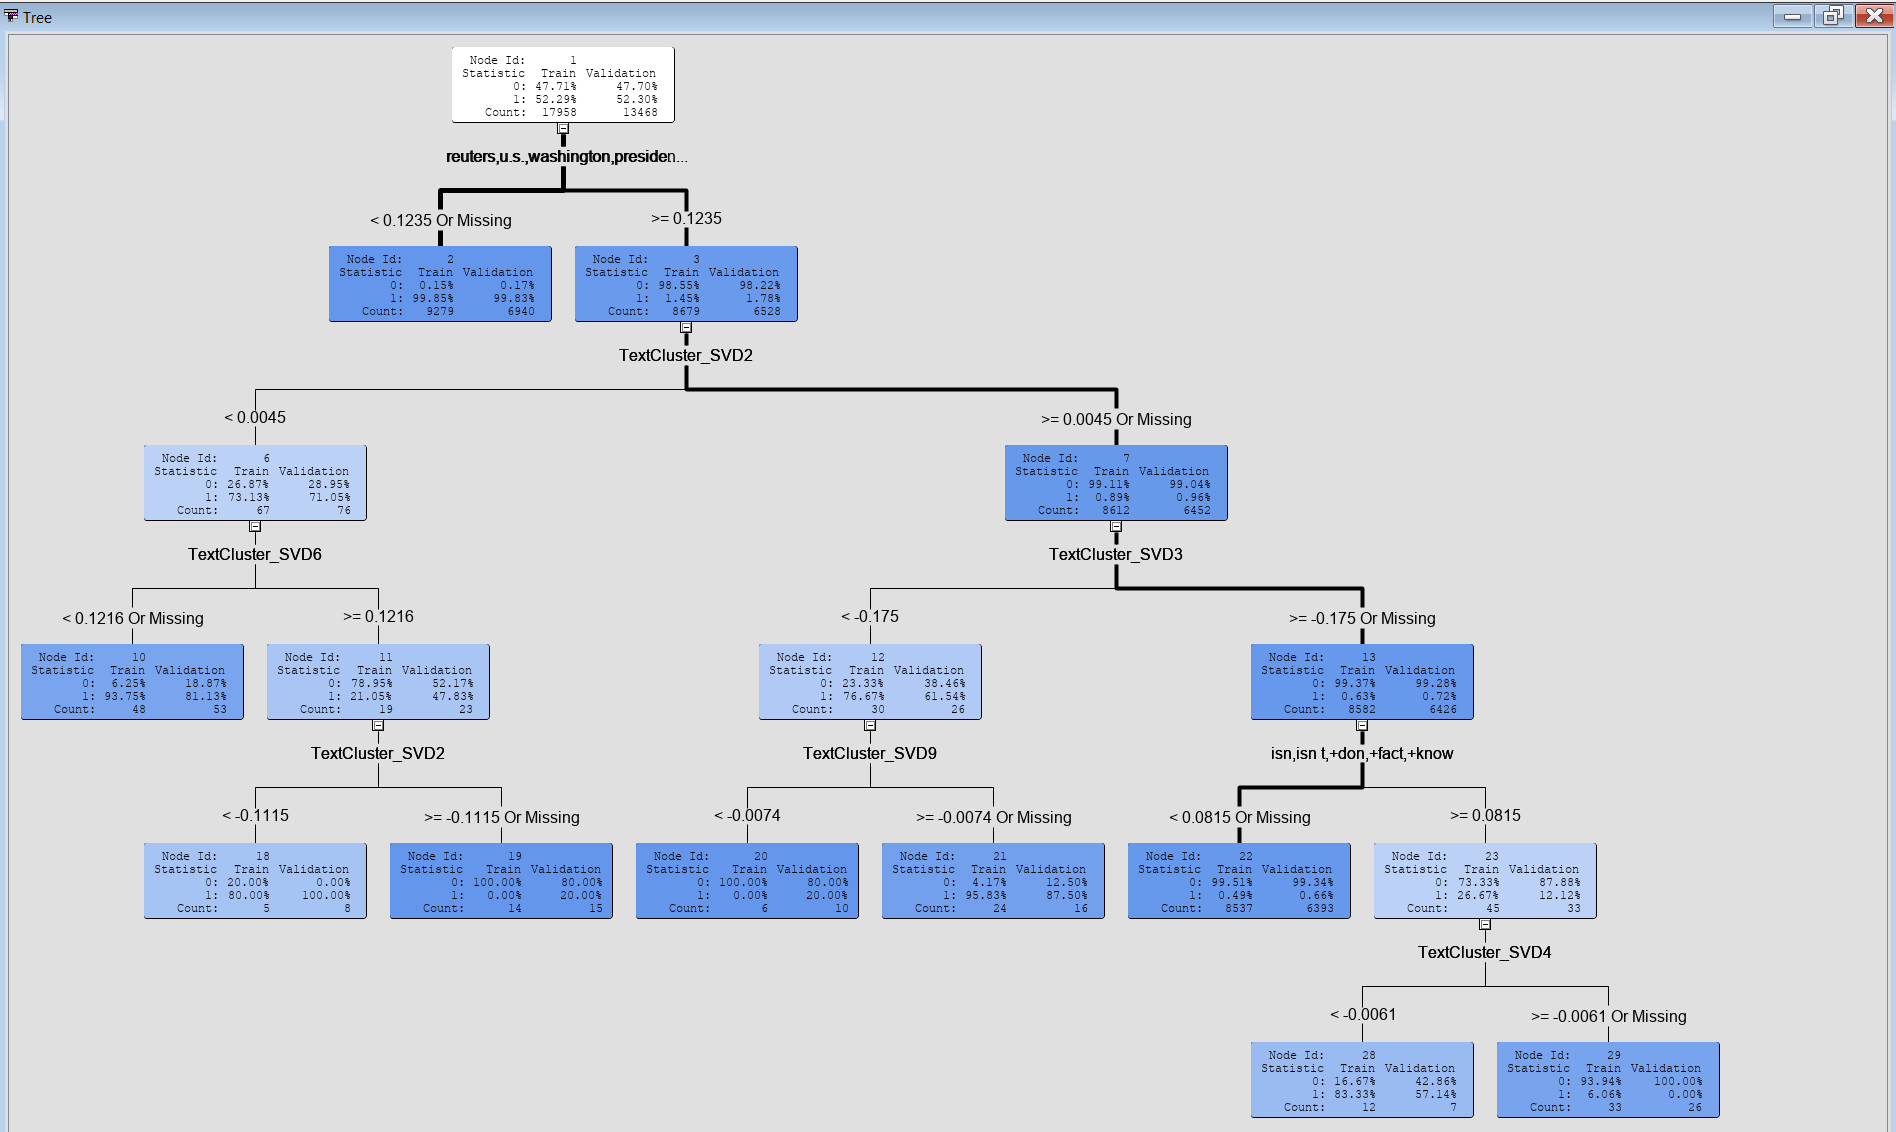 Tree
Node Id: 1
Statistic Train Validation
0: 47.71% 47.70%
1: 52.29% 52.30%
Count: 17958 13468
reuters,u.s.,washington,presiden...
< 0.1235 Or Missing
>= 0.1235
Node Id: 2
Statistic Train Validation
0: 0.15% 0.17%
1: 99.85% 99.83%
Count: 9279 6940
Node Id: 3
Statistic Train Validation
0: 98.55% 98.22%
1: 1.45% 1.78%
Count: 8679 6528
TextCluster_SVD2
< 0.0045
>= 0.0045 Or Missing
Node Id: 6
Statistic Train Validation
0: 26.87% 28.95%
1: 73.13% 71.05%
Count: 67 76
Node Id: 7
Statistic Train Validation
0: 99.11% 99.04%
1: 0.89% 0.96%
Count: 8612 6452
TextCluster_SVD6
TextCluster_SVD3
< 0.1216 Or Missing
>= 0.1216
< -0.175
>= -0.175 Or Missing
Node Id: 10
Statistic Train Validation
0: 6.25% 18.87%
1: 93.75% 81.13%
Count: 48 53
Node Id: 11
Statistic Train Validation
0: 78.95% 52.17%
1: 21.05% 47.83%
Count: 19 23
Node Id: 12
Statistic Train Validation
0: 23.33% 38.46%
1: 76.67% 61.54%
Count: 30 26
Node Id: 13
Statistic Train Validation
0: 99.37% 99.28%
1: 0.63% 0.72%
Count: 8582 6426
TextCluster_SVD2
TextCluster_SVD9
isn,isn t,+don,+fact,+know
< -0.1115
>= -0.1115 Or Missing
< -0.0074
>= -0.0074 Or Missing
< 0.0815 Or Missing
>= 0.0815
Node Id: 18
Statistic Train Validation
0: 20.00% 0.00%
1: 80.00% 100.00%
Count: 5 8
Node Id: 19
Statistic Train Validation
0: 100.00% 80.00%
1: 0.00% 20.00%
Count: 14 15
Node Id: 20
Statistic Train Validation
0: 100.00% 80.00%
1: 0.00% 20.00%
Count: 6 10
Node Id: 21
Statistic Train Validation
0: 4.17% 12.50%
1: 95.83% 87.50%
Count: 24 16
Node Id: 22
Statistic Train Validation
0: 99.51% 99.34%
1: 0.49% 0.66%
Count: 8537 6393
Node Id: 23
Statistic Train Validation
0: 73.33% 87.88%
1: 26.67% 12.12%
Count: 45 33
TextCluster_SVD4
< -0.0061
>= -0.0061 Or Missing
Node Id: 28
Statistic Train Validation
0: 16.67% 42.86%
1: 83.33% 57.14%
Count: 12 7
Node Id: 29
Statistic Train Validation
0: 93.94% 100.00%
1: 6.06% 0.00%
Count: 33 26